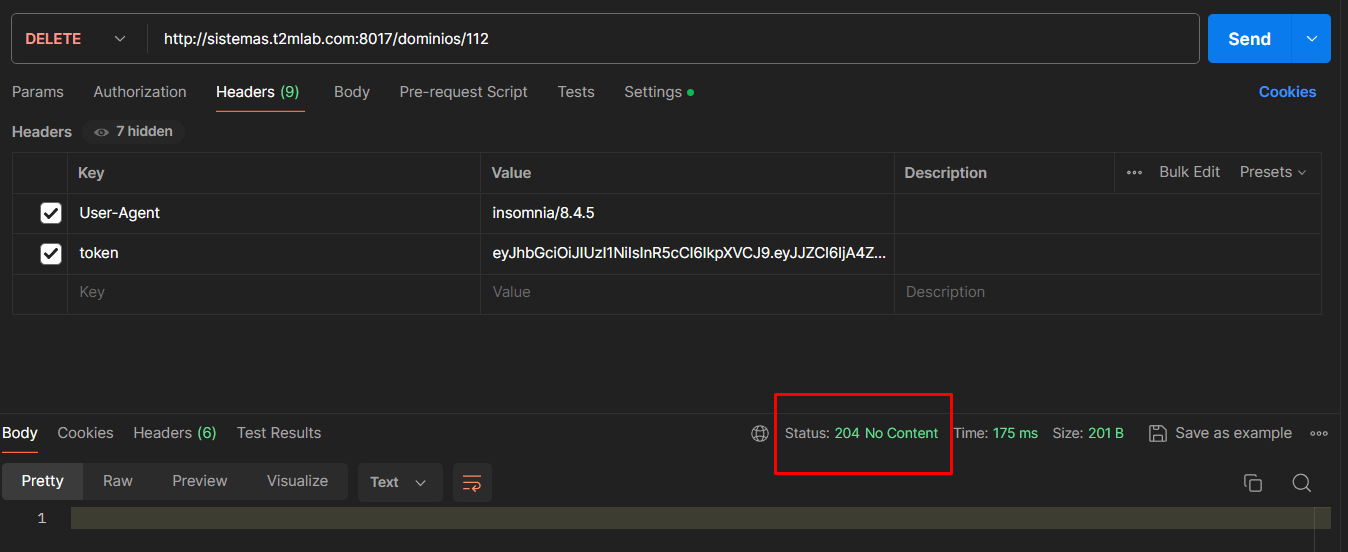 DELETE http://sistemas.t2mlab.com:8017/dominios/112 Send
Params Authorization Headers (9) Body Pre-request Script Tests Settings Cookies
Headers 7 hidden
Key Value Description ••• Bulk Edit Presets
User-Agent insomnia/8.4.5
token eyJhbGciOiJIUzI1NiIsInR5cCI6IkpXVCJ9.eyJJZCI6IjA4Z...
Key Value Description
Body Cookies Headers (6) Test Results Status: 204 No Content Time: 175 ms Size: 201 B Save as example
Pretty Raw Preview Visualize Text
1